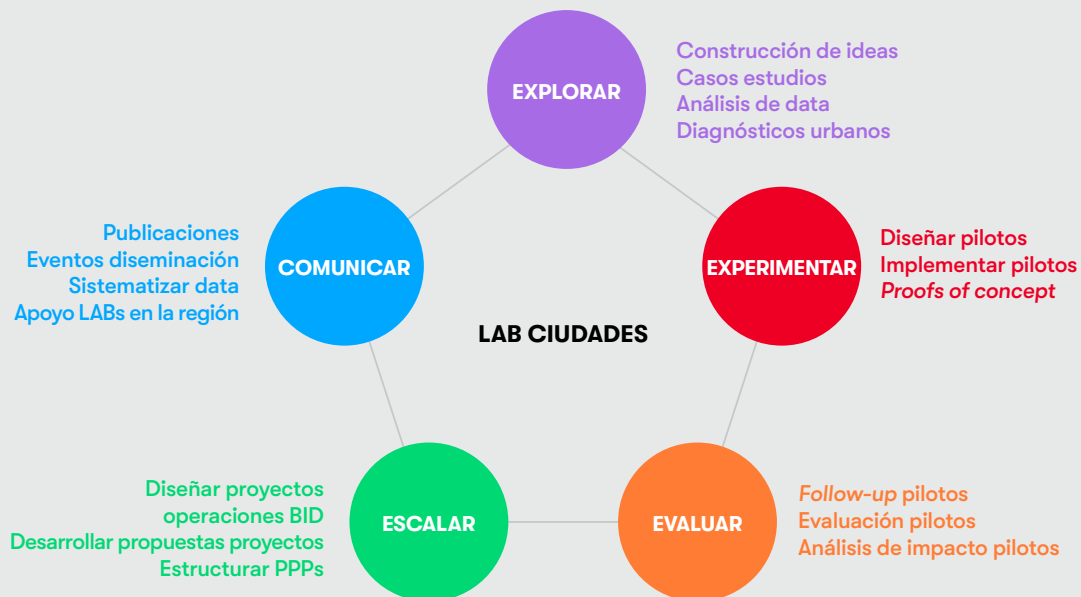 EXPLORAR
Construcción de ideas
Casos estudios
Análisis de data
Diagnósticos urbanos
EXPERIMENTAR
Diseñar pilotos
Implementar pilotos
Proofs of concept
EVALUAR
Follow-up pilotos
Evaluación pilotos
Análisis de impacto pilotos
ESCALAR
Diseñar proyectos
operaciones BID
Desarrollar propuestas proyectos
Estructurar PPPs
COMUNICAR
Publicaciones
Eventos diseminación
Sistematizar data
Apoyo LABs en la región
LAB CIUDADES